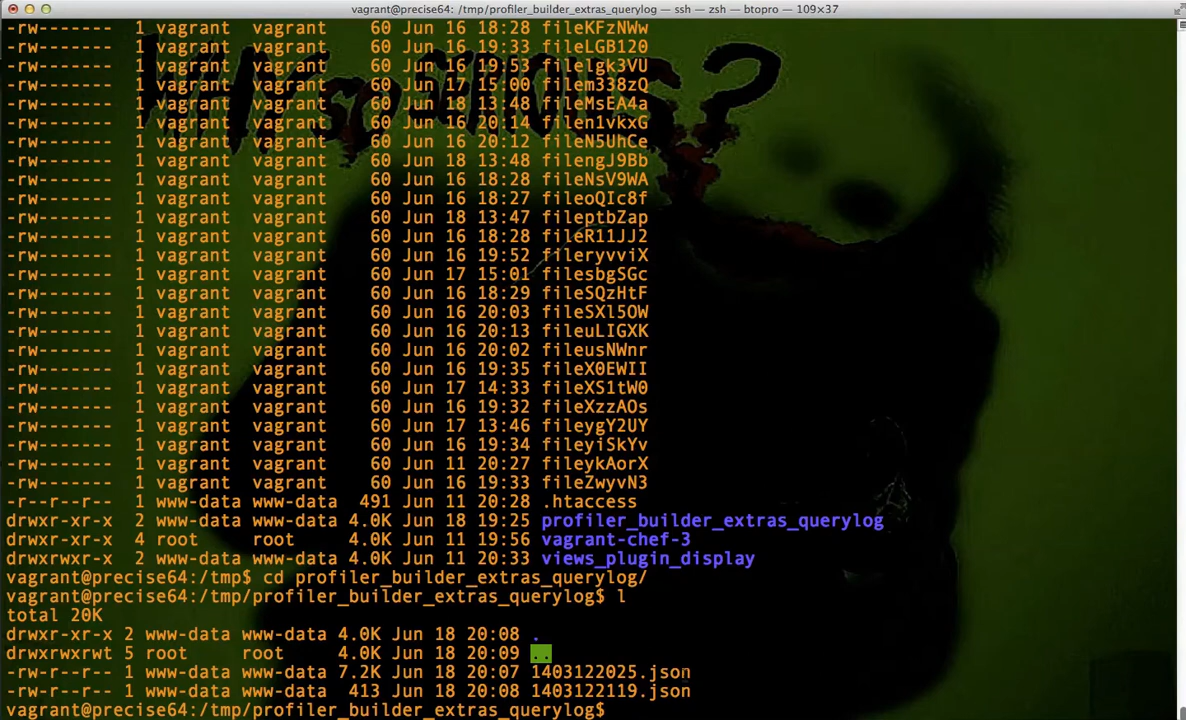 vagrant@precise64: /tmp/profiler_builder_extras_querylog — ssh — zsh — btopro — 109×37
-rw------- 1 vagrant vagrant 60 Jun 16 18:28 fileKFzNWw
-rw------- 1 vagrant vagrant 60 Jun 16 19:33 fileLGB120
-rw------- 1 vagrant vagrant 60 Jun 16 19:53 filelgk3VU
-rw------- 1 vagrant vagrant 60 Jun 17 15:00 filem338zQ
-rw------- 1 vagrant vagrant 60 Jun 18 13:48 fileMsEA4a
-rw------- 1 vagrant vagrant 60 Jun 16 20:14 filen1vkxG
-rw------- 1 vagrant vagrant 60 Jun 16 20:12 fileN5UhCe
-rw------- 1 vagrant vagrant 60 Jun 18 13:48 filengJ9Bb
-rw------- 1 vagrant vagrant 60 Jun 16 18:28 fileNsV9WA
-rw------- 1 vagrant vagrant 60 Jun 16 18:27 fileoQIc8f
-rw------- 1 vagrant vagrant 60 Jun 18 13:47 fileptbZap
-rw------- 1 vagrant vagrant 60 Jun 16 18:28 fileR11JJ2
-rw------- 1 vagrant vagrant 60 Jun 16 19:52 fileryvviX
-rw------- 1 vagrant vagrant 60 Jun 17 15:01 filesbgSGc
-rw------- 1 vagrant vagrant 60 Jun 16 18:29 fileSQzHtF
-rw------- 1 vagrant vagrant 60 Jun 16 20:03 fileSXl5OW
-rw------- 1 vagrant vagrant 60 Jun 16 20:13 fileuLIGXK
-rw------- 1 vagrant vagrant 60 Jun 16 20:02 fileusNWnr
-rw------- 1 vagrant vagrant 60 Jun 16 19:35 fileX0EWII
-rw------- 1 vagrant vagrant 60 Jun 17 14:33 fileXS1tW0
-rw------- 1 vagrant vagrant 60 Jun 16 19:32 fileXzzAOs
-rw------- 1 vagrant vagrant 60 Jun 17 13:46 fileygY2UY
-rw------- 1 vagrant vagrant 60 Jun 16 19:34 fileyiSkYv
-rw------- 1 vagrant vagrant 60 Jun 11 20:27 fileykAorX
-rw------- 1 vagrant vagrant 60 Jun 16 19:33 fileZwyvN3
-r--r--r-- 1 www-data www-data 491 Jun 11 20:28 .htaccess
drwxr-xr-x 2 www-data www-data 4.0K Jun 18 19:25 profiler_builder_extras_querylog
drwxr-xr-x 4 root root 4.0K Jun 11 19:56 vagrant-chef-3
drwxrwxr-x 2 www-data www-data 4.0K Jun 11 20:33 views_plugin_display
vagrant@precise64:/tmp$ cd profiler_builder_extras_querylog/
vagrant@precise64:/tmp/profiler_builder_extras_querylog$ l
total 20K
drwxr-xr-x 2 www-data www-data 4.0K Jun 18 20:08 .
drwxrwxrwt 5 root root 4.0K Jun 18 20:09 ..
-rw-r--r-- 1 www-data www-data 7.2K Jun 18 20:07 1403122025.json
-rw-r--r-- 1 www-data www-data 413 Jun 18 20:08 1403122119.json
vagrant@precise64:/tmp/profiler_builder_extras_querylog$